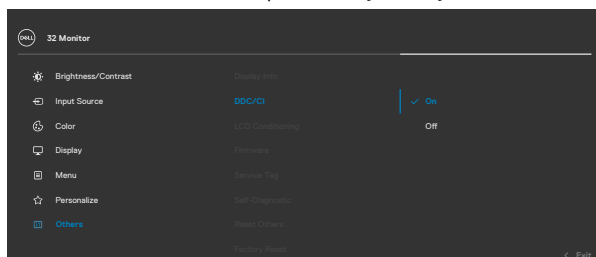 DELL
32 Monitor
Brightness/Contrast
Display Info
Input Source
DDC/CI
On
Color
LCD Conditioning
Off
Display
Firmware
Menu
Service Tag
Personalize
Self-Diagnostic
Others
Reset Others
Factory Reset
Exit